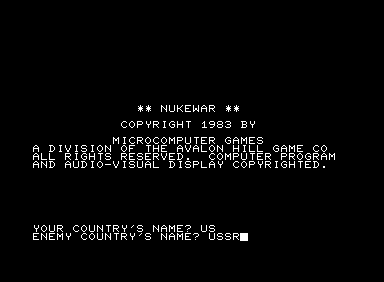 ** NUKEWAR **
COPYRIGHT 1983 BY
MICROCOMPUTER GAMES
A DIVISION OF THE AVALON HILL GAME CO
ALL RIGHTS RESERVED.  COMPUTER PROGRAM
AND AUDIO-VISUAL DISPLAY COPYRIGHTED.
YOUR COUNTRY'S NAME? US
ENEMY COUNTRY'S NAME? USSR